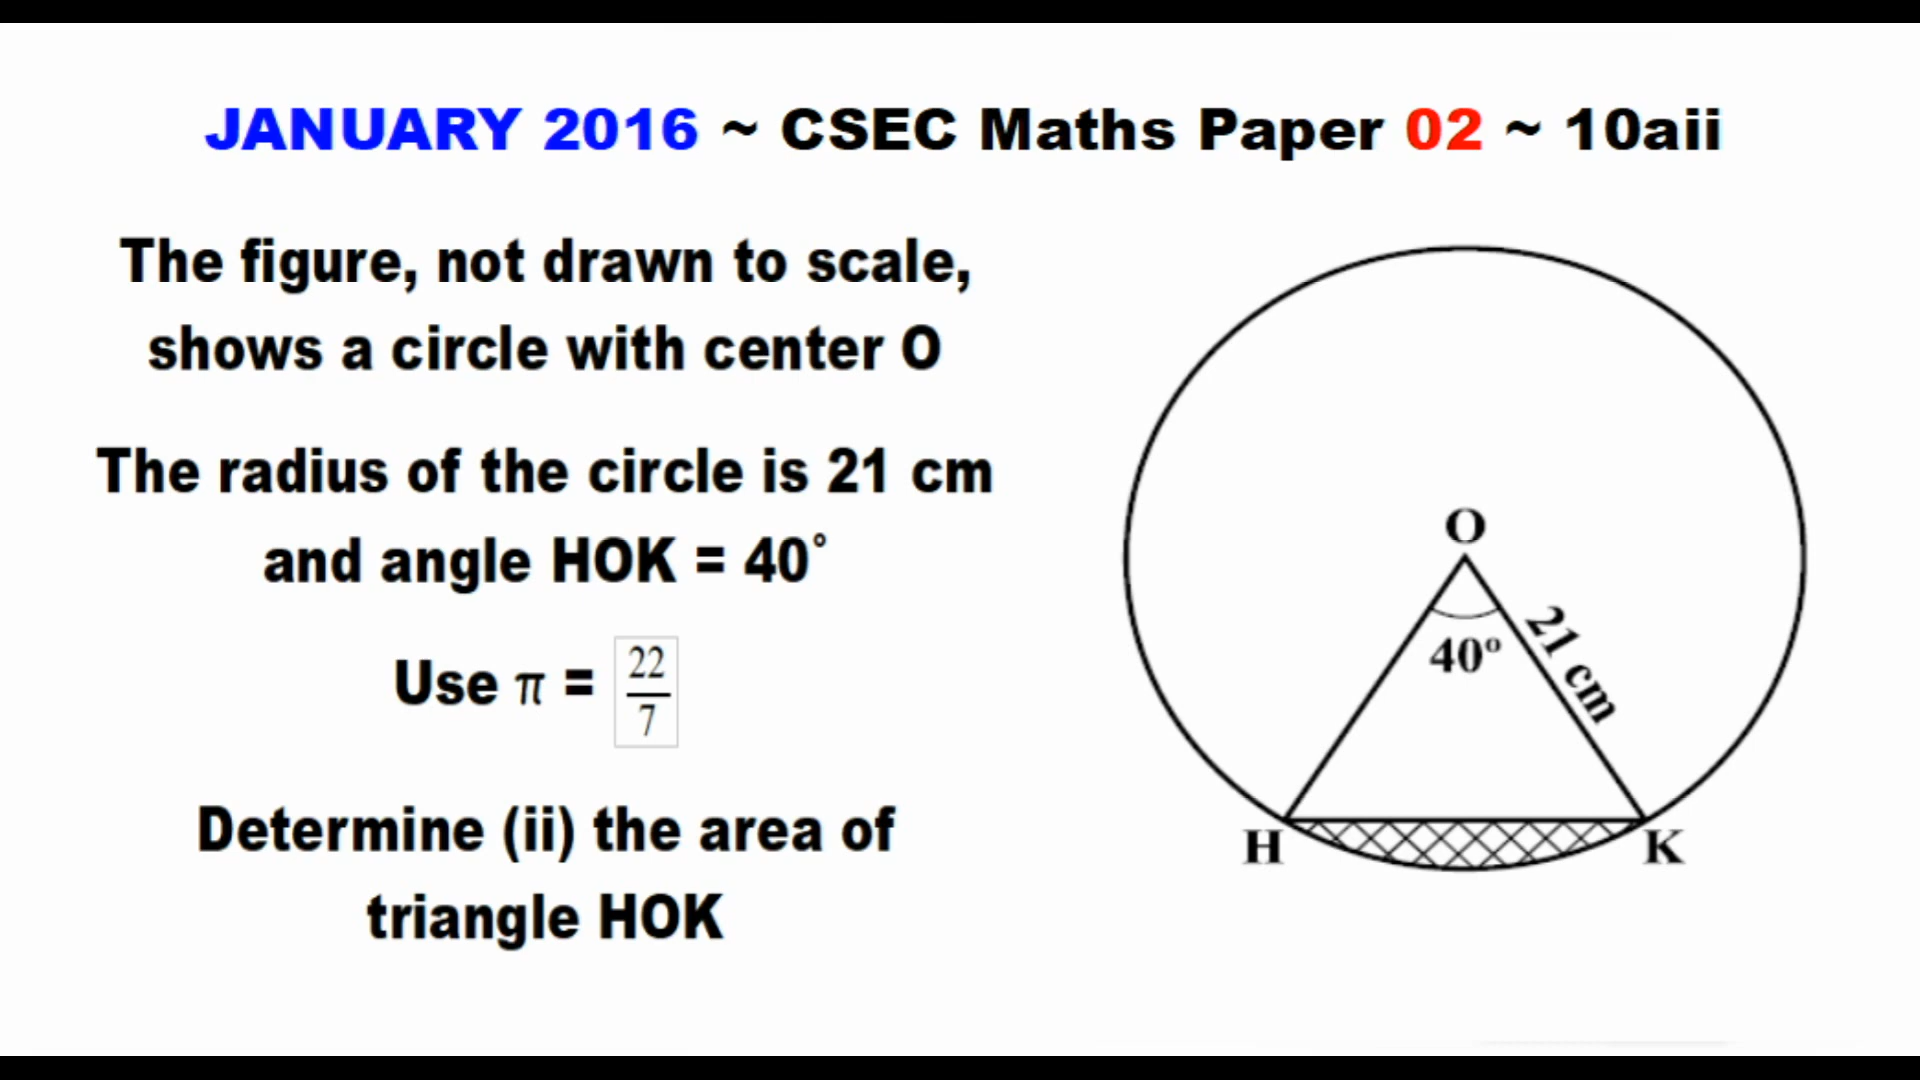 JANUARY 2016 ~ CSEC Maths Paper 02 ~ 10aii
The figure, not drawn to scale,
shows a circle with center O
The radius of the circle is 21 cm
and angle HOK = 40°
Use π = 22/7
Determine (ii) the area of
triangle HOK
O
40º
21 cm
H
K